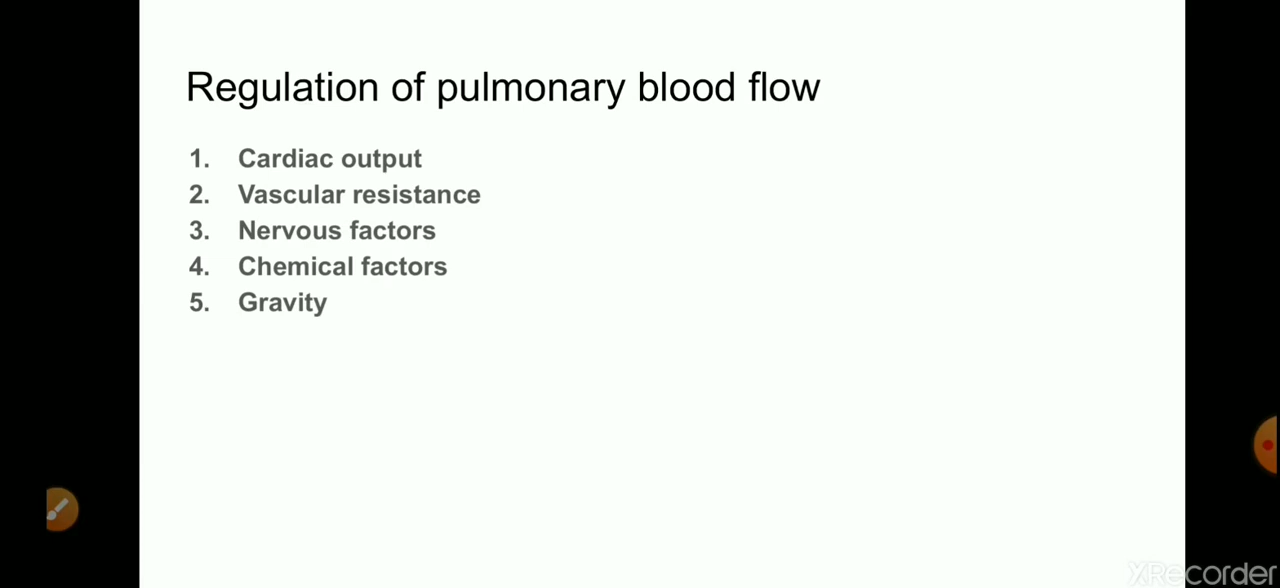 Regulation of pulmonary blood flow
1. Cardiac output
2. Vascular resistance
3. Nervous factors
4. Chemical factors
5. Gravity
XRecorder